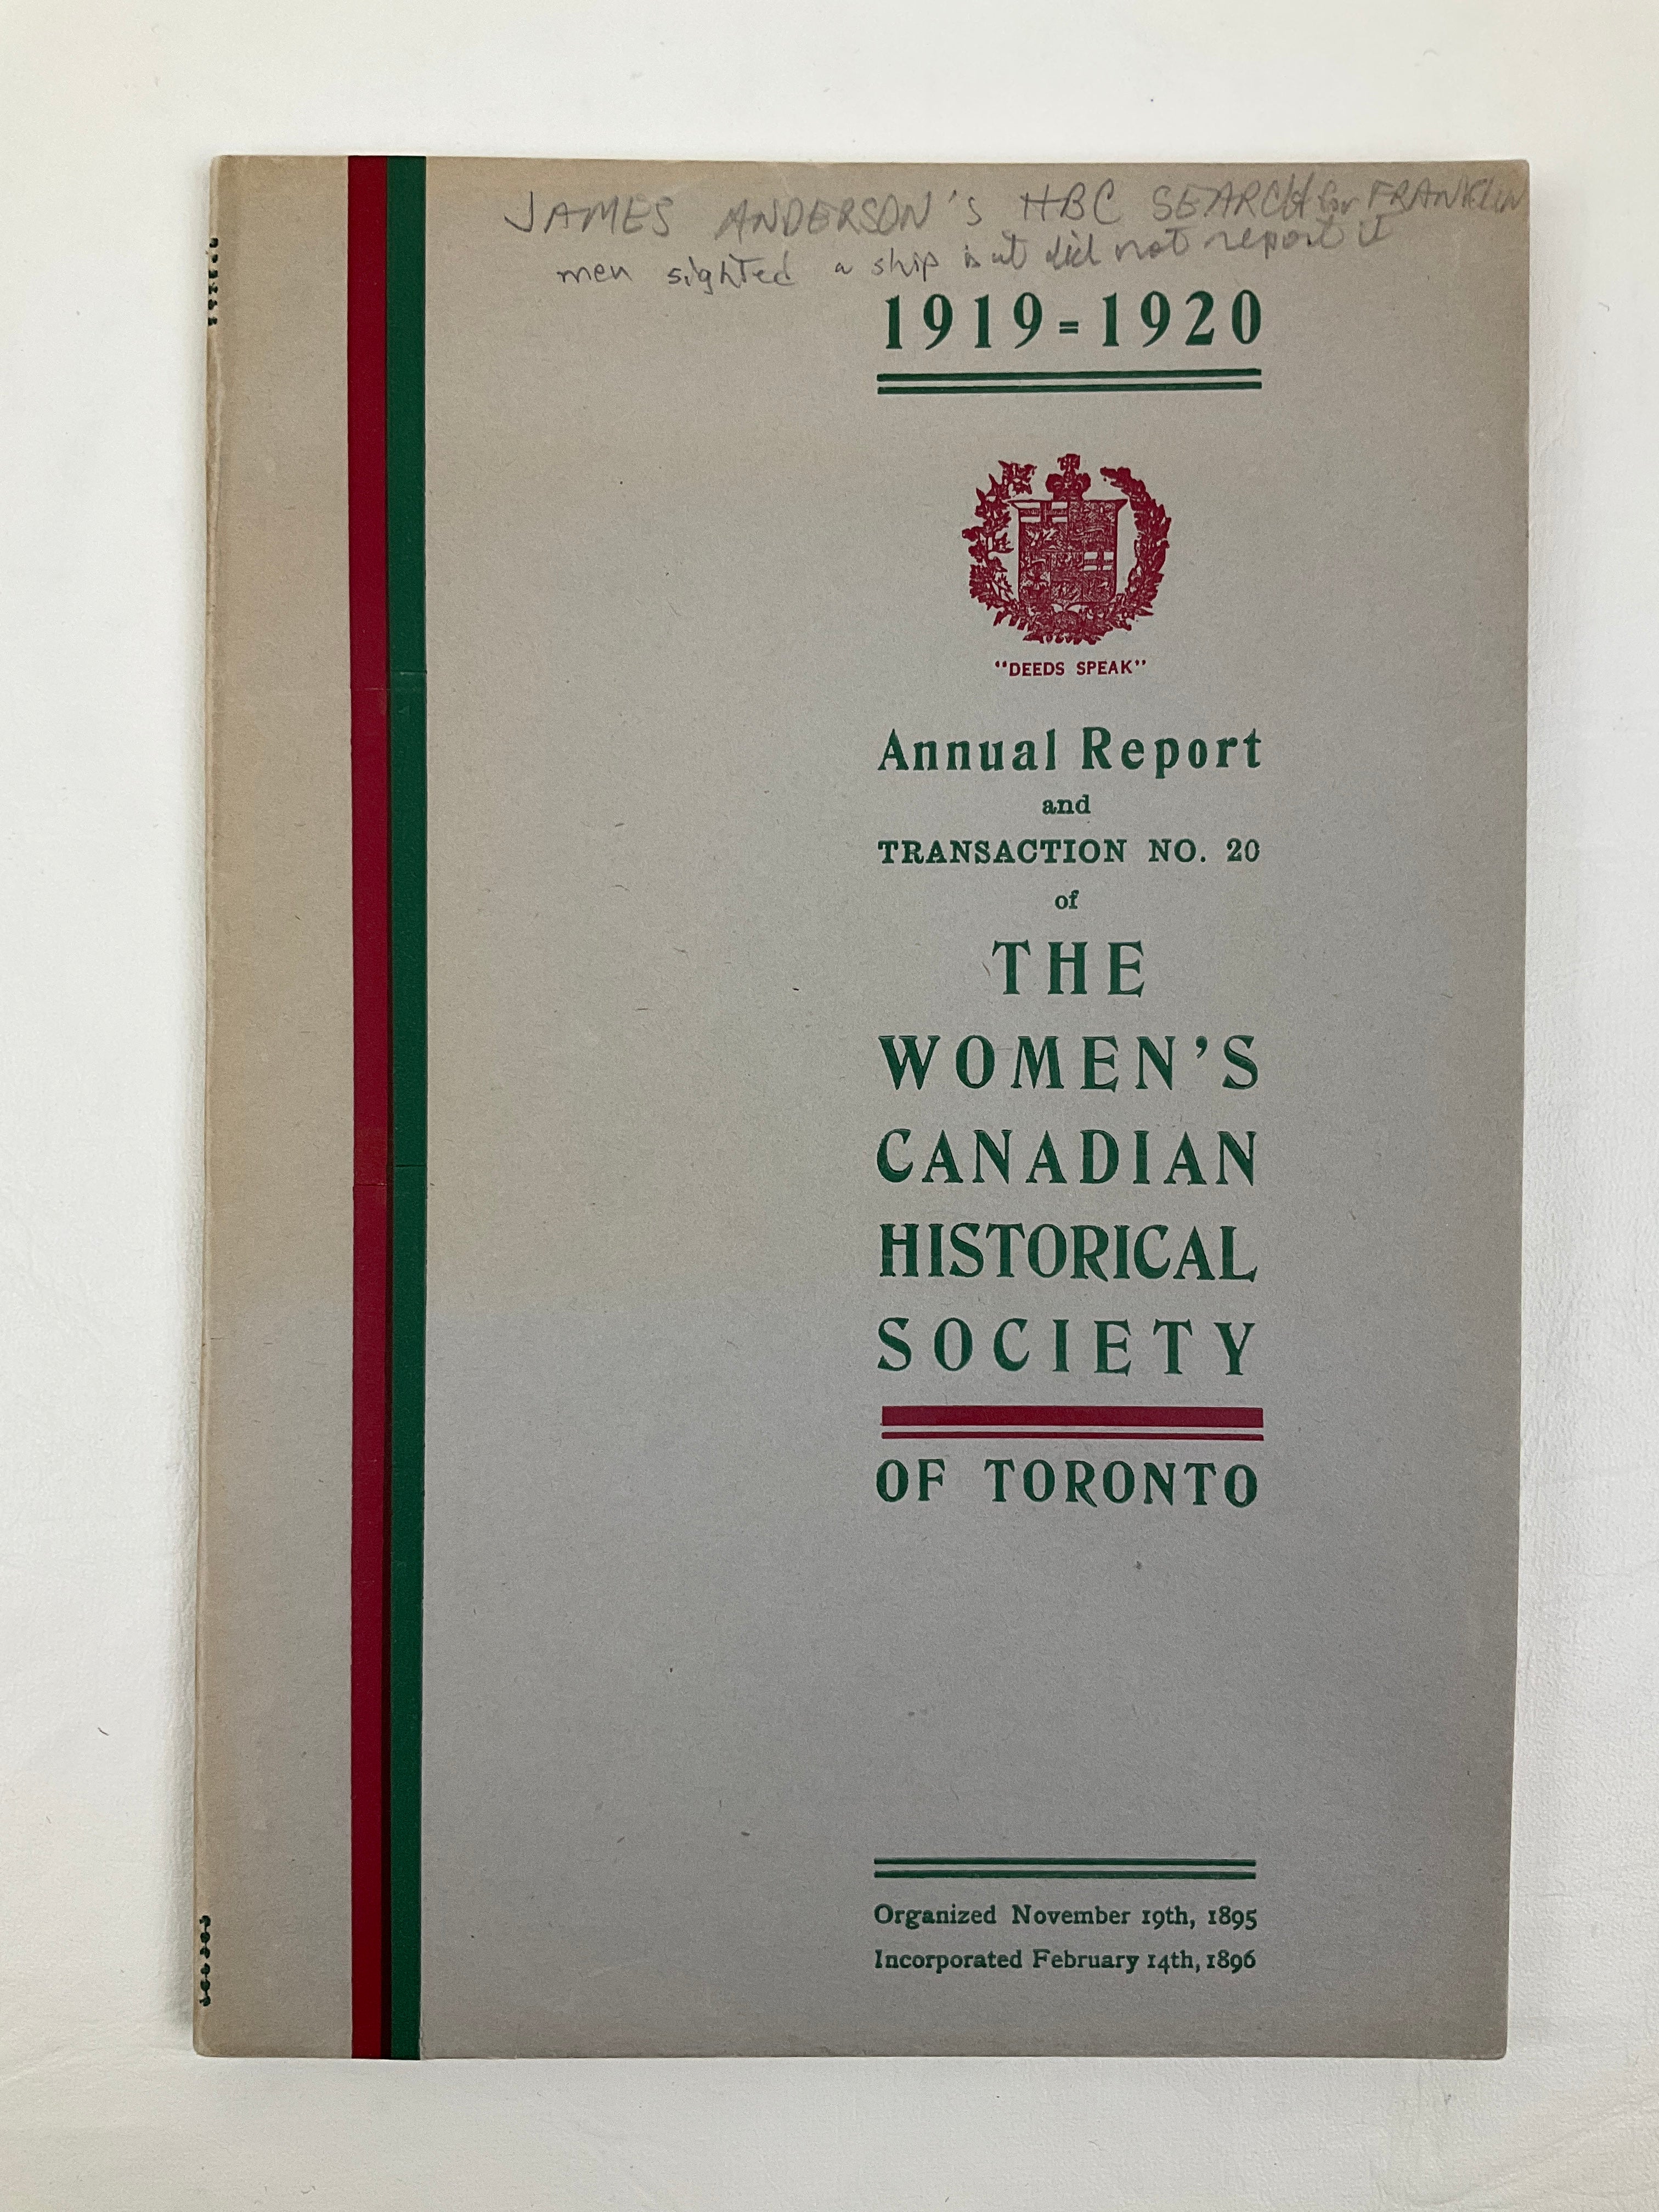 JAMES ANDERSON'S HBC SEARCH for FRANKLIN
men sighted a ship but did not report it
1919=1920
"DEEDS SPEAK"
Annual Report
and
TRANSACTION NO. 20
of
THE
WOMEN'S
CANADIAN
HISTORICAL
SOCIETY
OF TORONTO
Organized November 19th, 1895
Incorporated February 14th, 1896